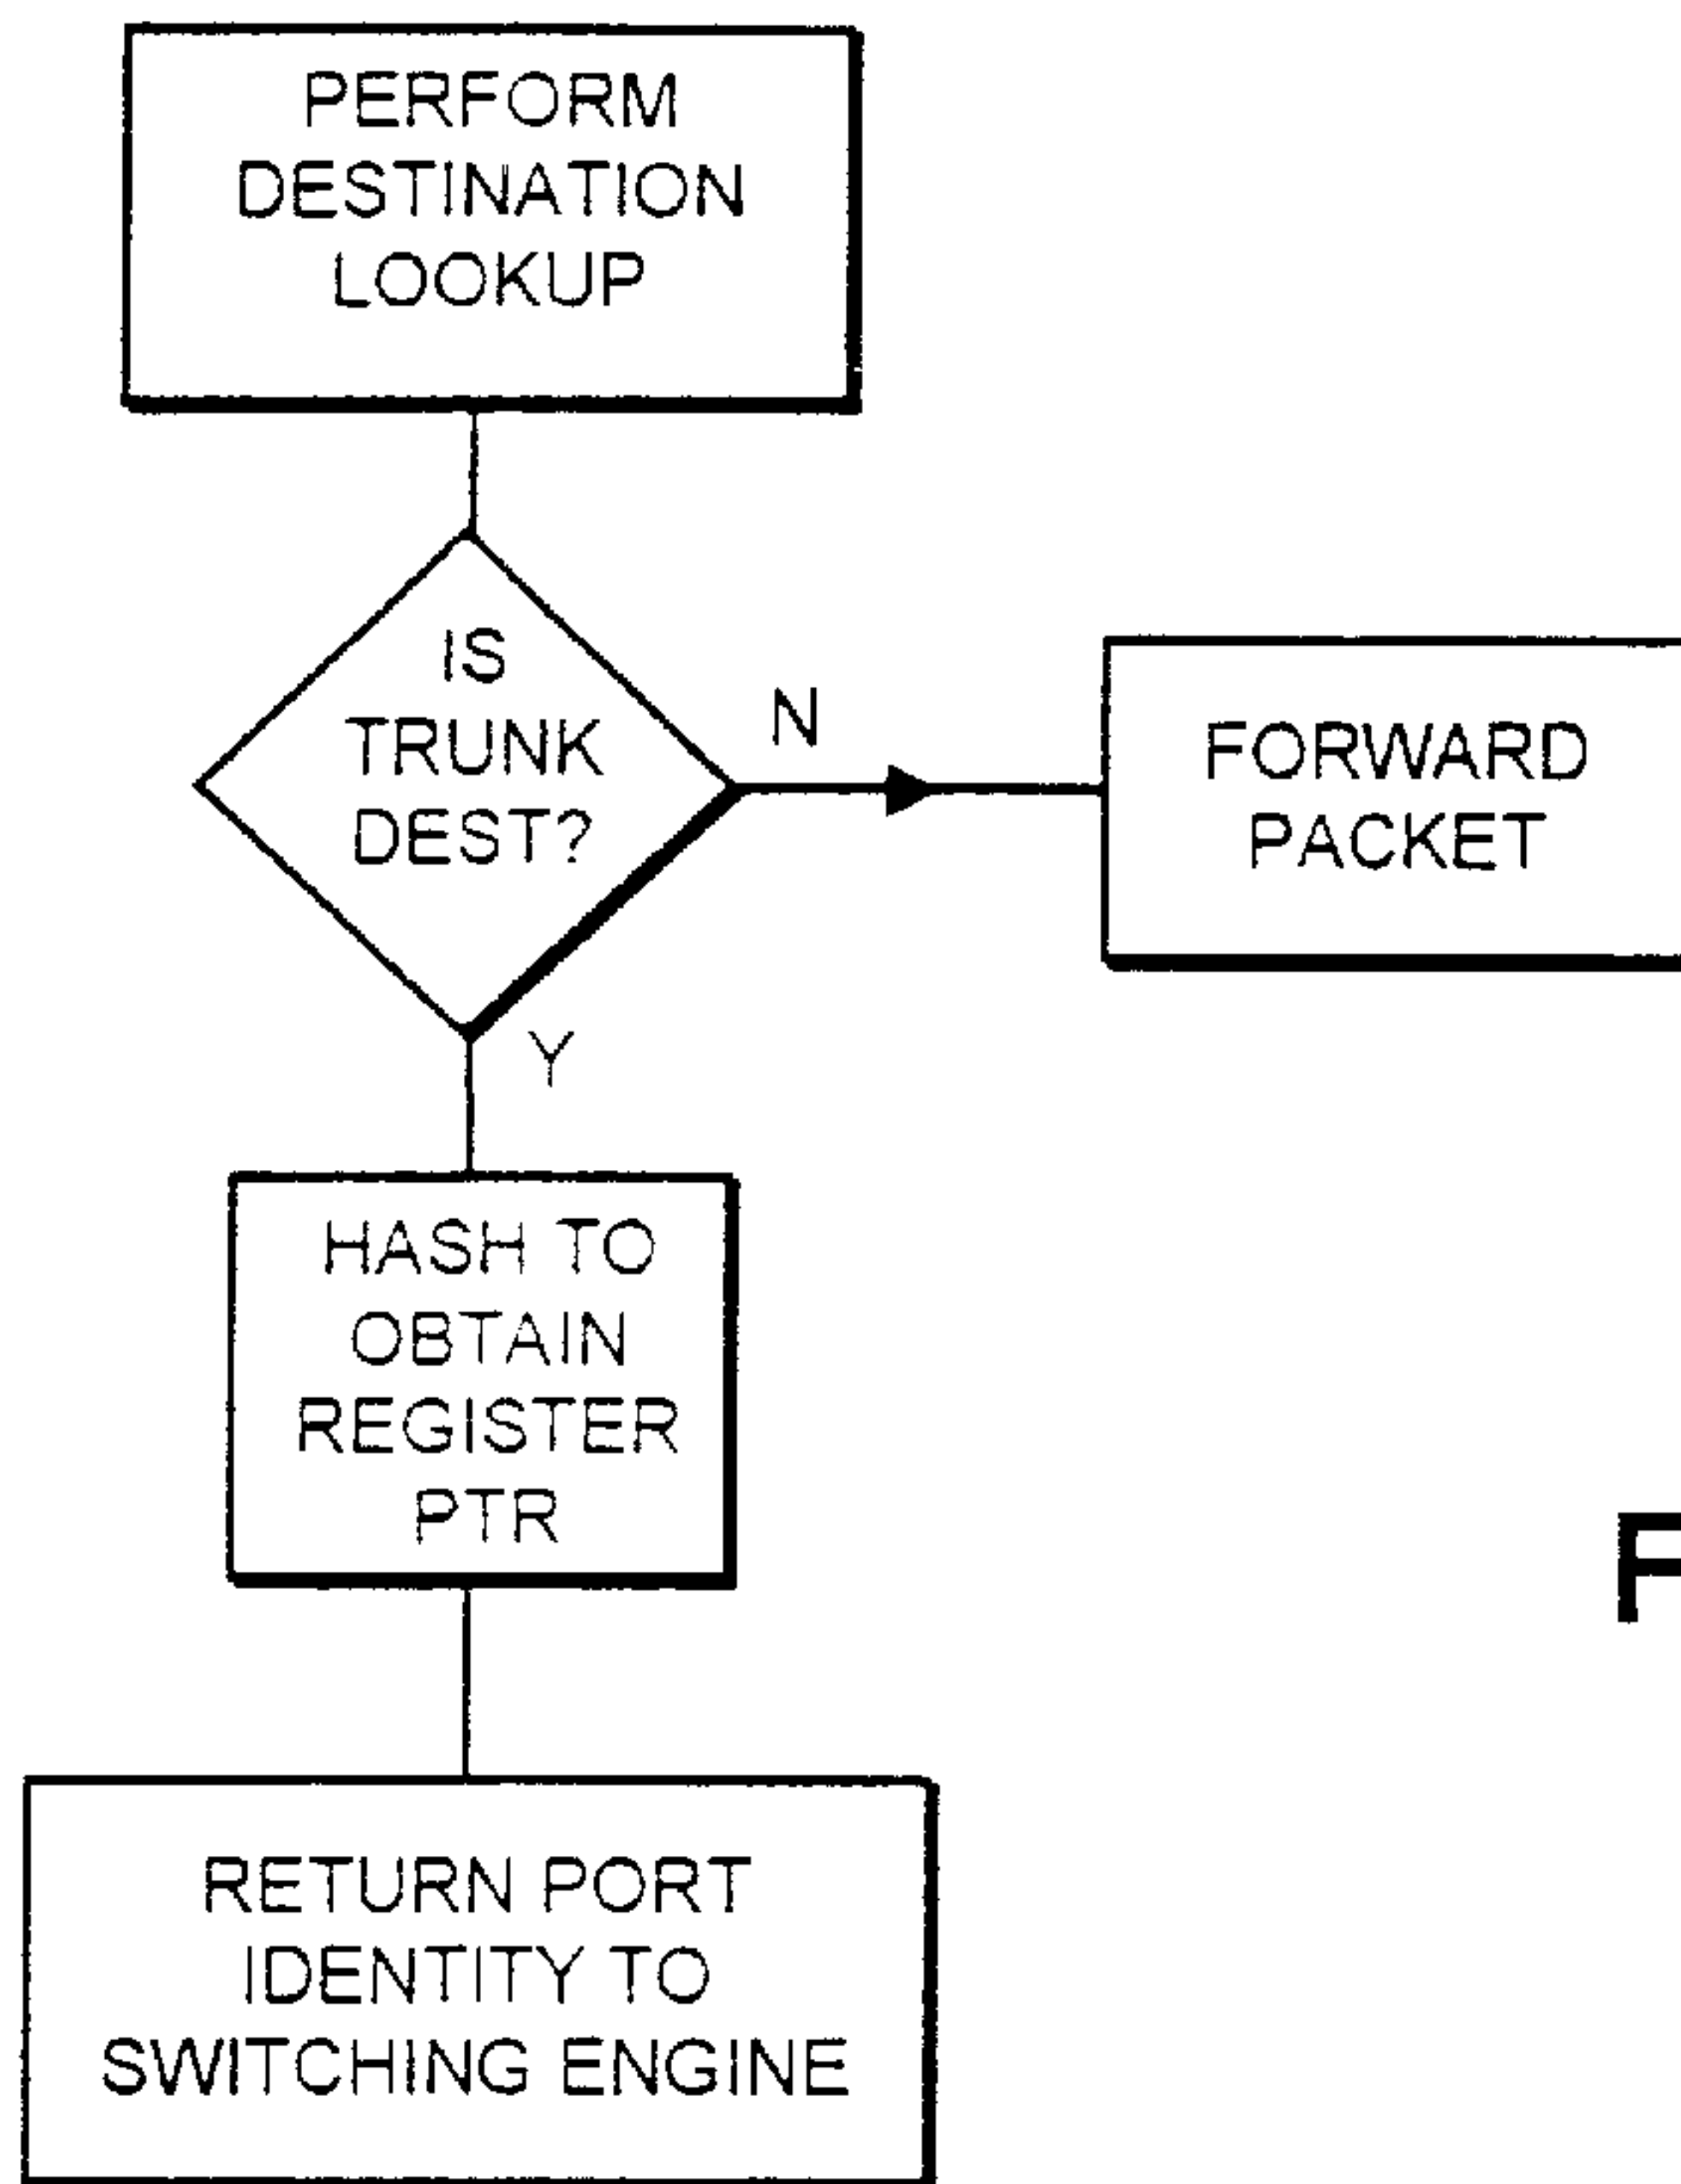 PERFORM
DESTINATION
LOOKUP
IS
TRUNK
DEST?
N
FORWARD
PACKET
Y
HASH TO
OBTAIN
REGISTER
PTR
F
RETURN PORT
IDENTITY TO
SWITCHING ENGINE